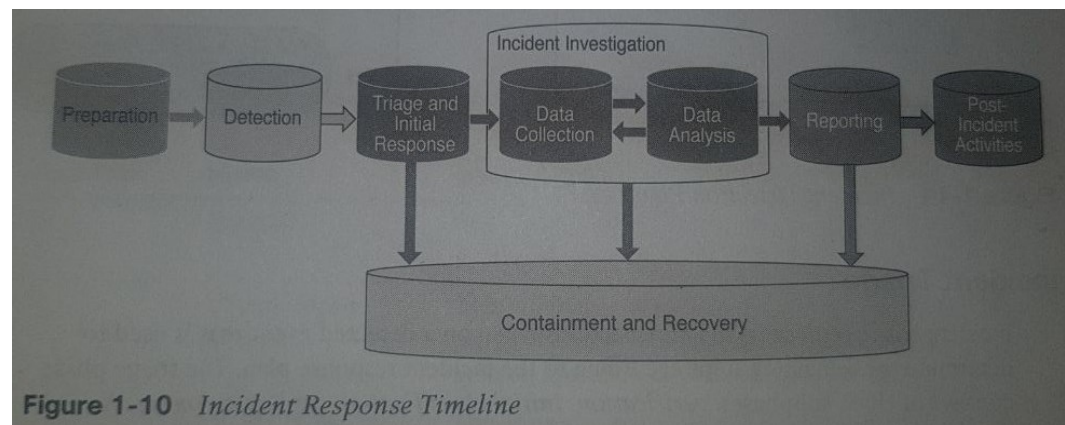 Incident Investigation
Preparation
Detection
Triage and
Initial
Response
Data
Collection
Data
Analysis
Reporting
Post-
Incident
Activities
Containment and Recovery
Figure 1-10 Incident Response Timeline